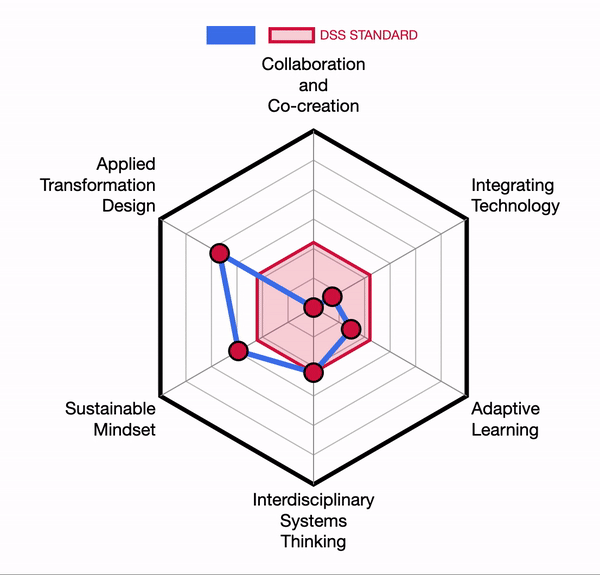 DSS STANDARD
Collaboration
and
Co-creation
Applied
Transformation
Design
Integrating
Technology
Sustainable
Mindset
Adaptive
Learning
Interdisciplinary
Systems
Thinking